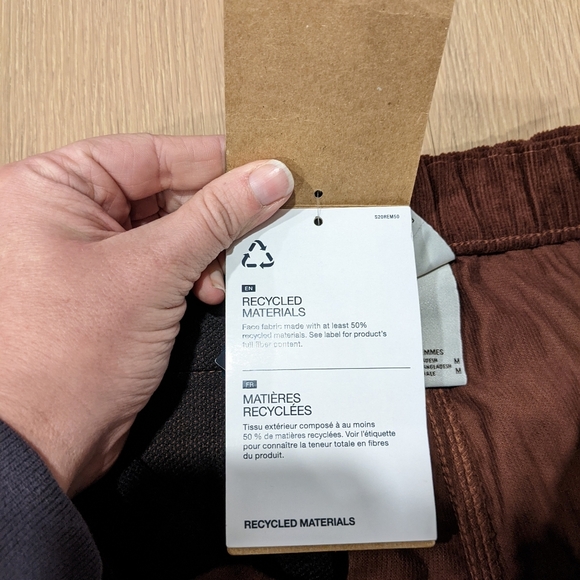 S20REM50
EN
RECYCLED
MATERIALS
Face fabric made with at least 50%
recycled materials. See label for product's
full fiber content.
FR
MATIÈRES
RECYCLÉES
Tissu extérieur composé à au moins
50 % de matières recyclées. Voir l'étiquette
pour connaître la teneur totale en fibres
du produit.
RECYCLED MATERIALS
MMES
M
M